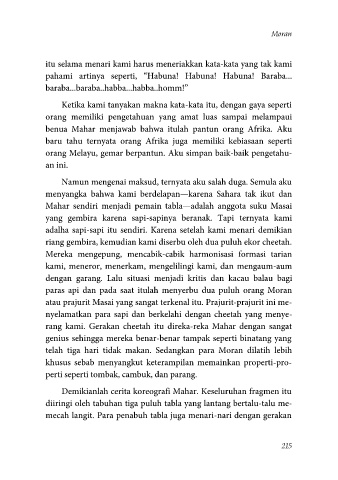 Moran
itu selama menari kami harus meneriakkan kata-kata yang tak kami
pahami artinya seperti, “Habuna! Habuna! Habuna! Baraba...
baraba...baraba..habba...habba..homm!”
Ketika kami tanyakan makna kata-kata itu, dengan gaya seperti
orang memiliki pengetahuan yang amat luas sampai melampaui
benua Mahar menjawab bahwa itulah pantun orang Afrika. Aku
baru tahu ternyata orang Afrika juga memiliki kebiasaan seperti
orang Melayu, gemar berpantun. Aku simpan baik-baik pengetahu-
an ini.
Namun mengenai maksud, ternyata aku salah duga. Semula aku
menyangka bahwa kami berdelapan—karena Sahara tak ikut dan
Mahar sendiri menjadi pemain tabla—adalah anggota suku Masai
yang gembira karena sapi-sapinya beranak. Tapi ternyata kami
adalha sapi-sapi itu sendiri. Karena setelah kami menari demikian
riang gembira, kemudian kami diserbu oleh dua puluh ekor cheetah.
Mereka mengepung, mencabik-cabik harmonisasi formasi tarian
kami, meneror, menerkam, mengelilingi kami, dan mengaum-aum
dengan garang. Lalu situasi menjadi kritis dan kacau balau bagi
paras api dan pada saat itulah menyerbu dua puluh orang Moran
atau prajurit Masai yang sangat terkenal itu. Prajurit-prajurit ini me-
nyelamatkan para sapi dan berkelahi dengan cheetah yang menye-
rang kami. Gerakan cheetah itu direka-reka Mahar dengan sangat
genius sehingga mereka benar-benar tampak seperti binatang yang
telah tiga hari tidak makan. Sedangkan para Moran dilatih lebih
khusus sebab menyangkut keterampilan memainkan properti-pro-
perti seperti tombak, cambuk, dan parang.
Demikianlah cerita koreografi Mahar. Keseluruhan fragmen itu
diiringi oleh tabuhan tiga puluh tabla yang lantang bertalu-talu me-
mecah langit. Para penabuh tabla juga menari-nari dengan gerakan
215